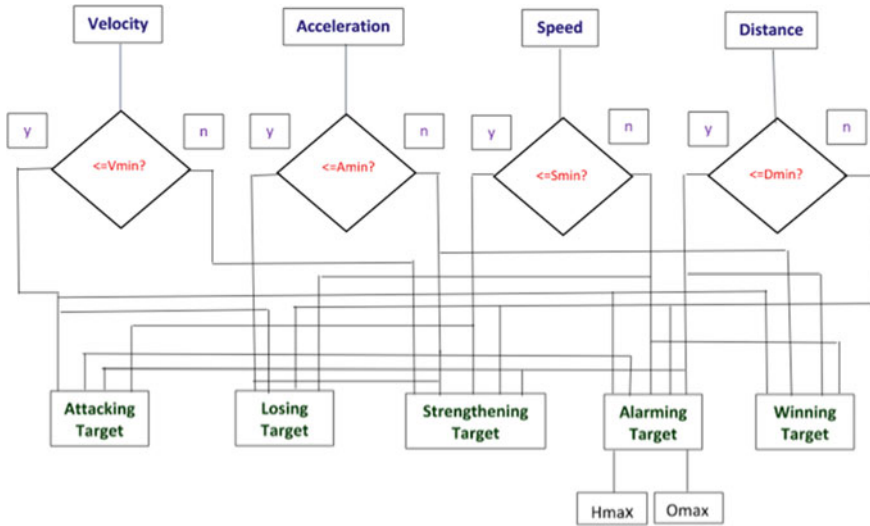 Velocity
Acceleration
Speed
Distance
y
n
y
n
y
n
y
n
<=Vmin?
<=Amin?
<=Smin?
<=Dmin?
Attacking
Target
Losing
Target
Strengthening
Target
Alarming
Target
Winning
Target
Hmax
Omax